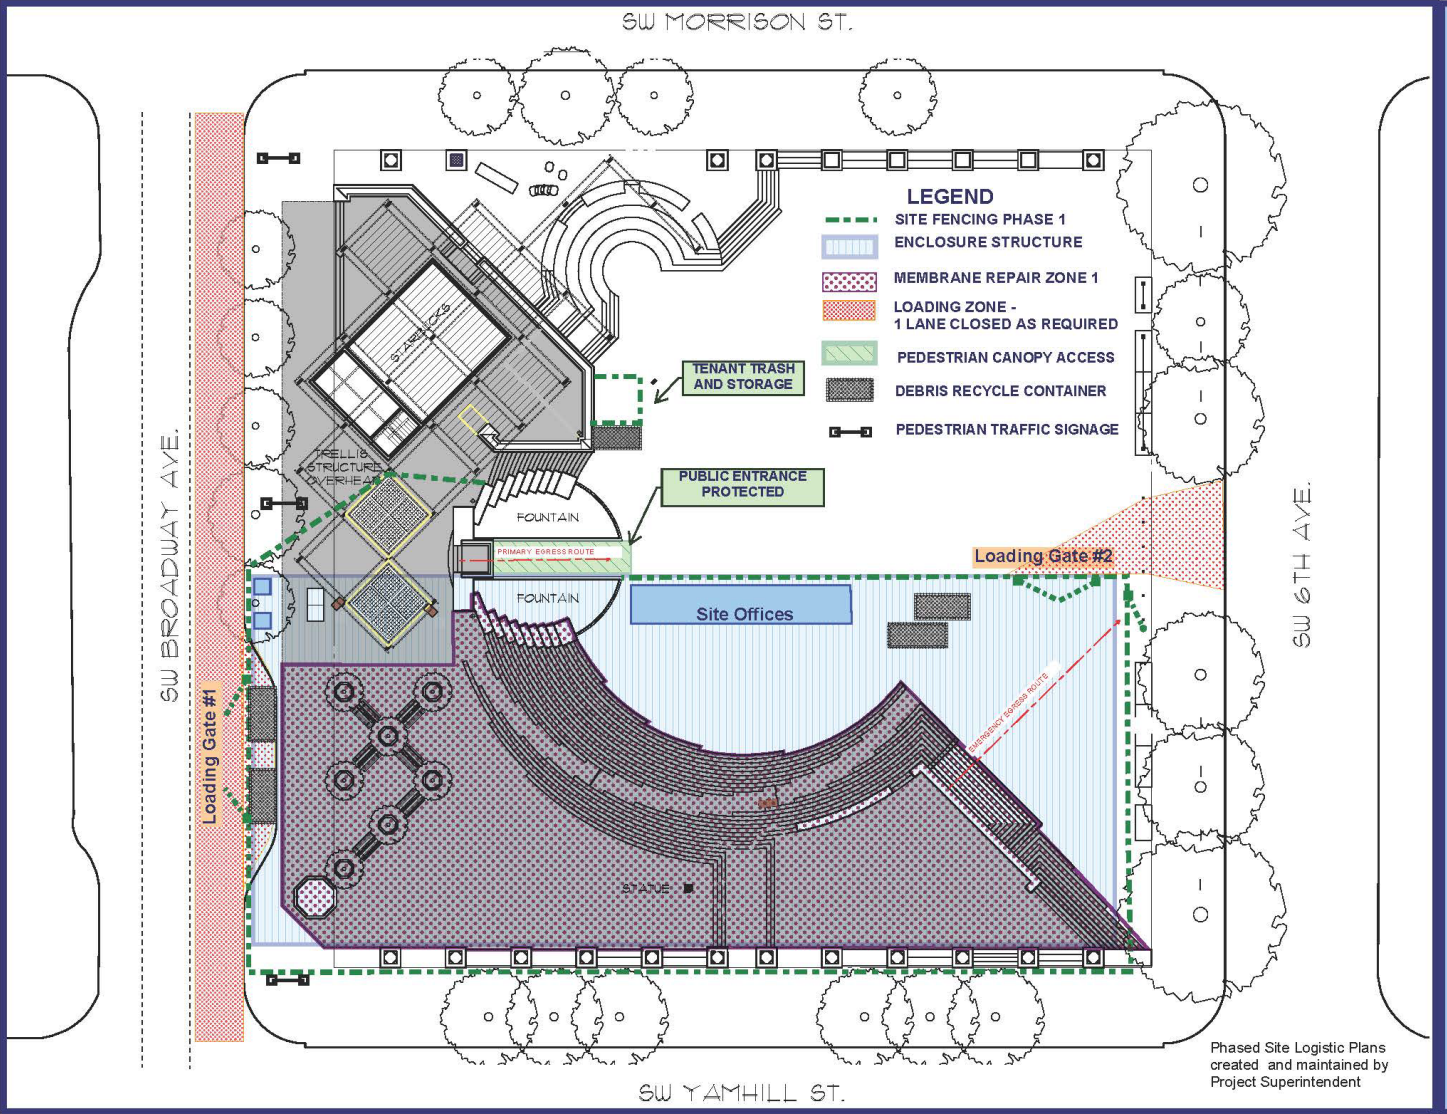 SW MORRISON ST.
LEGEND
SITE FENCING PHASE 1
ENCLOSURE STRUCTURE
MEMBRANE REPAIR ZONE 1
LOADING ZONE -
1 LANE CLOSED AS REQUIRED
PEDESTRIAN CANOPY ACCESS
DEBRIS RECYCLE CONTAINER
PEDESTRIAN TRAFFIC SIGNAGE
STARBUCKS
TENANT TRASH
AND STORAGE
TRELLIS
STRUCTURE
OVERHEAD
PUBLIC ENTRANCE
PROTECTED
FOUNTAIN
PRIMARY EGRESS ROUTE
FOUNTAIN
Loading Gate #2
Site Offices
SW BROADWAY AVE.
SW 6TH AVE.
Loading Gate #1
EMERGENCY EGRESS ROUTE
STATUE
SW YAMHILL ST.
Phased Site Logistic Plans
created and maintained by
Project Superintendent